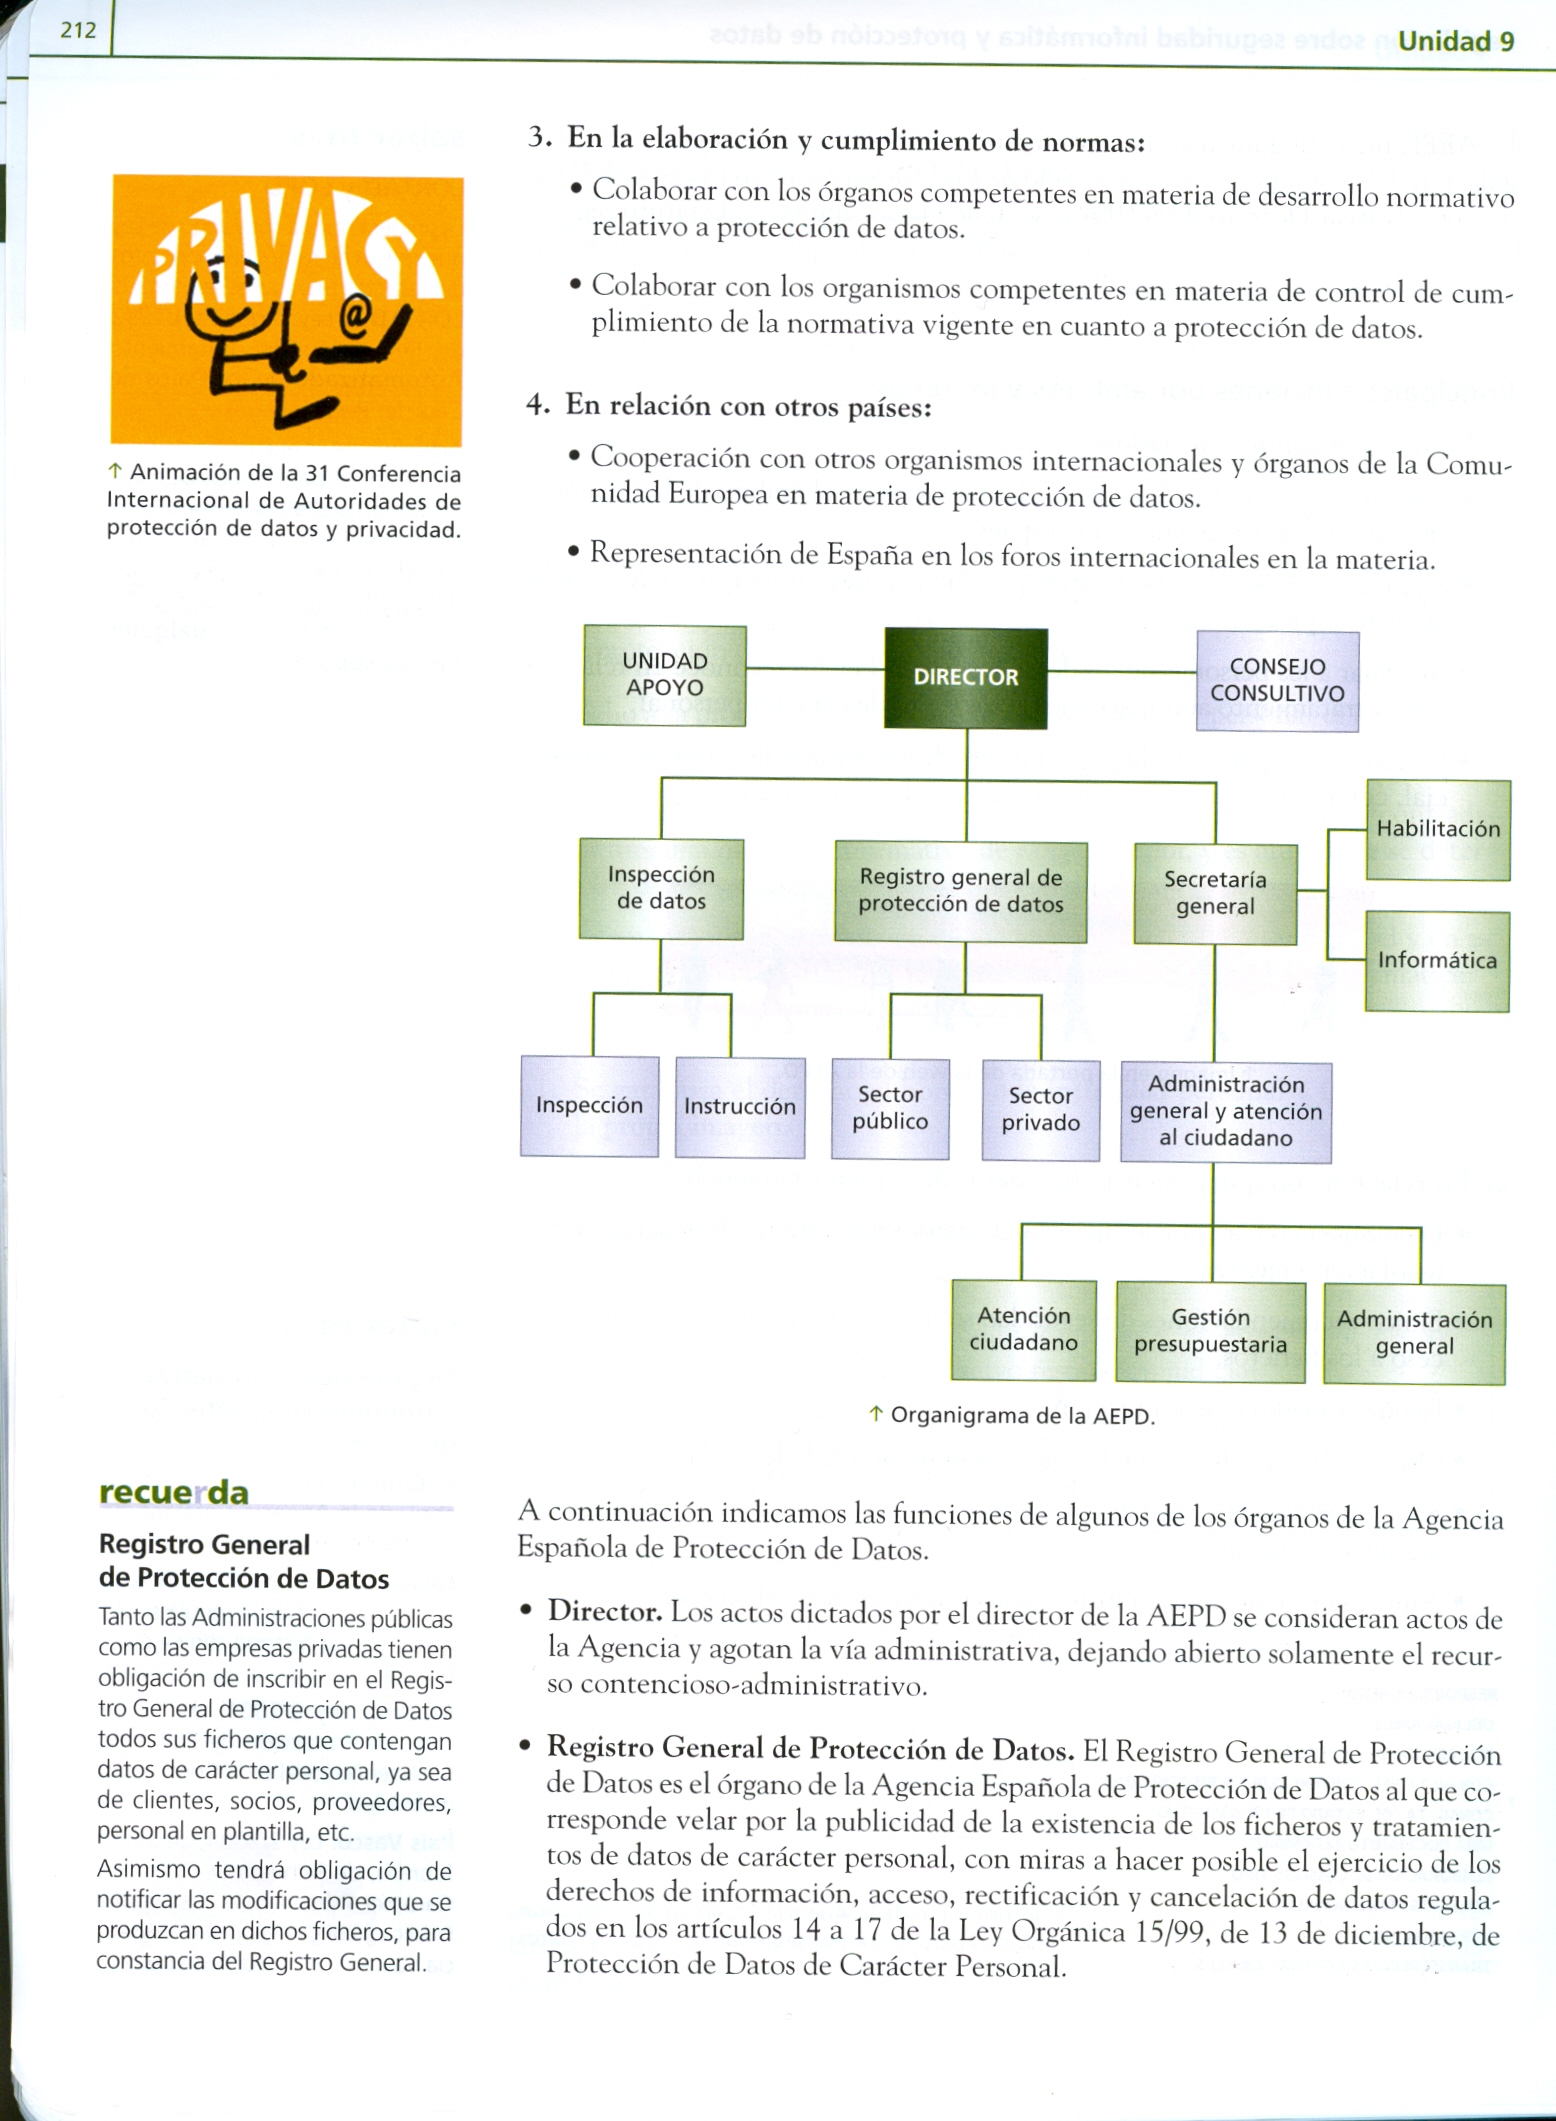 212
Unidad 9
3. En la elaboración y cumplimiento de normas:
• Colaborar con los órganos competentes en materia de desarrollo normativo
relativo a protección de datos.
• Colaborar con los organismos competentes en materia de control de cum-
plimiento de la normativa vigente en cuanto a protección de datos.
4. En relación con otros países:
• Cooperación con otros organismos internacionales y órganos de la Comu-
nidad Europea en materia de protección de datos.
• Representación de España en los foros internacionales en la materia.
PRIVACY
@
↑ Animación de la 31 Conferencia
Internacional de Autoridades de
protección de datos y privacidad.
UNIDAD
APOYO
DIRECTOR
CONSEJO
CONSULTIVO
Habilitación
Inspección
de datos
Registro general de
protección de datos
Secretaría
general
Informática
Inspección
Instrucción
Sector
público
Sector
privado
Administración
general y atención
al ciudadano
Atención
ciudadano
Gestión
presupuestaria
Administración
general
↑ Organigrama de la AEPD.
recuerda
Registro General
de Protección de Datos
Tanto las Administraciones públicas
como las empresas privadas tienen
obligación de inscribir en el Regis-
tro General de Protección de Datos
todos sus ficheros que contengan
datos de carácter personal, ya sea
de clientes, socios, proveedores,
personal en plantilla, etc.
Asimismo tendrá obligación de
notificar las modificaciones que se
produzcan en dichos ficheros, para
constancia del Registro General.
A continuación indicamos las funciones de algunos de los órganos de la Agencia
Española de Protección de Datos.
• Director. Los actos dictados por el director de la AEPD se consideran actos de
la Agencia y agotan la vía administrativa, dejando abierto solamente el recur-
so contencioso-administrativo.
• Registro General de Protección de Datos. El Registro General de Protección
de Datos es el órgano de la Agencia Española de Protección de Datos al que co-
rresponde velar por la publicidad de la existencia de los ficheros y tratamien-
tos de datos de carácter personal, con miras a hacer posible el ejercicio de los
derechos de información, acceso, rectificación y cancelación de datos regula-
dos en los artículos 14 a 17 de la Ley Orgánica 15/99, de 13 de diciembre, de
Protección de Datos de Carácter Personal.